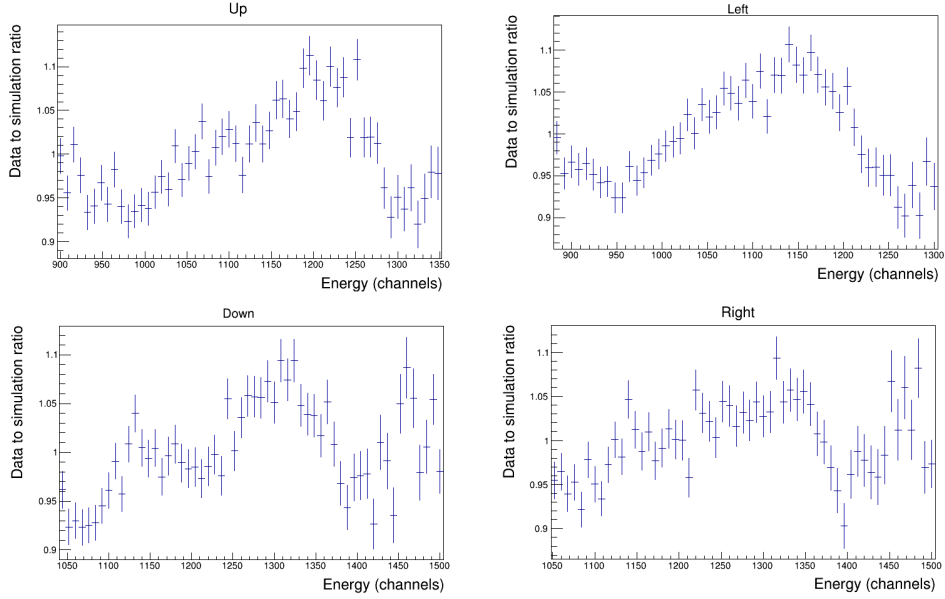 Up
Data to simulation ratio
1.1
1.05
1
0.95
0.9
900 950 1000 1050 1100 1150 1200 1250 1300 1350
Energy (channels)
Left
Data to simulation ratio
1.1
1.05
1
0.95
0.9
900 950 1000 1050 1100 1150 1200 1250 1300
Energy (channels)
Down
Data to simulation ratio
1.1
1.05
1
0.95
0.9
1050 1100 1150 1200 1250 1300 1350 1400 1450 1500
Energy (channels)
Right
Data to simulation ratio
1.1
1.05
1
0.95
0.9
1050 1100 1150 1200 1250 1300 1350 1400 1450 1500
Energy (channels)